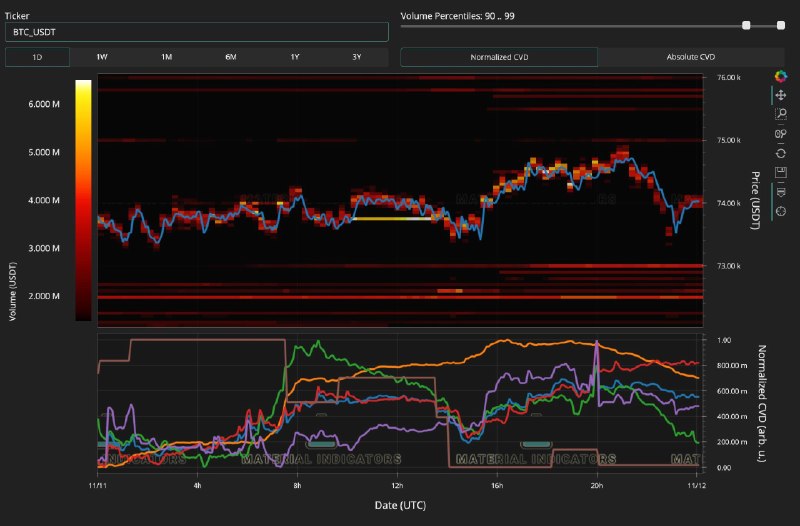 Ticker
Volume Percentiles: 90 .. 99
BTC_USDT
1D 1W 1M 6M 1Y 3Y
Normalized CVD Absolute CVD
6.000 M
5.000 M
4.000 M
3.000 M
2.000 M
Volume (USDT)
76.00 k
75.00 k
74.00 k
73.00 k
Price (USDT)
1.00
800.00 m
600.00 m
400.00 m
200.00 m
0.00
Normalized CVD (arb. u.)
MATERIAL INDICATORS
MATERIAL INDICATORS
11/11 4h 8h 12h 16h 20h 11/12
Date (UTC)